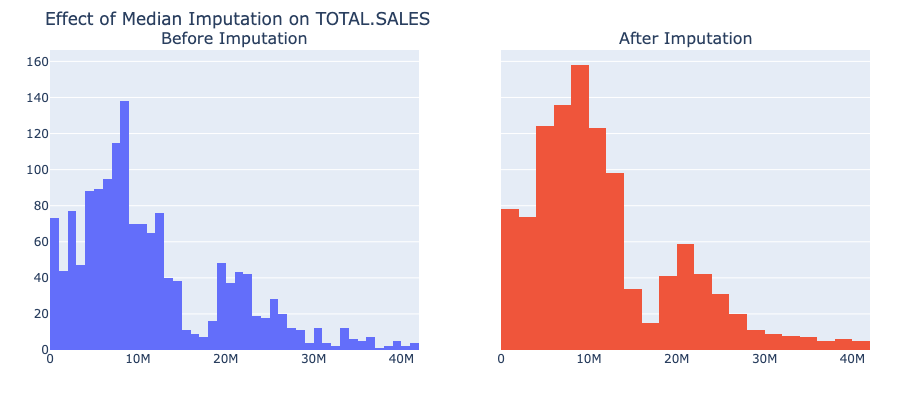 Effect of Median Imputation on TOTAL.SALES
Before Imputation
After Imputation
160
140
120
100
80
60
40
20
0
0 10M 20M 30M 40M
0 10M 20M 30M 40M